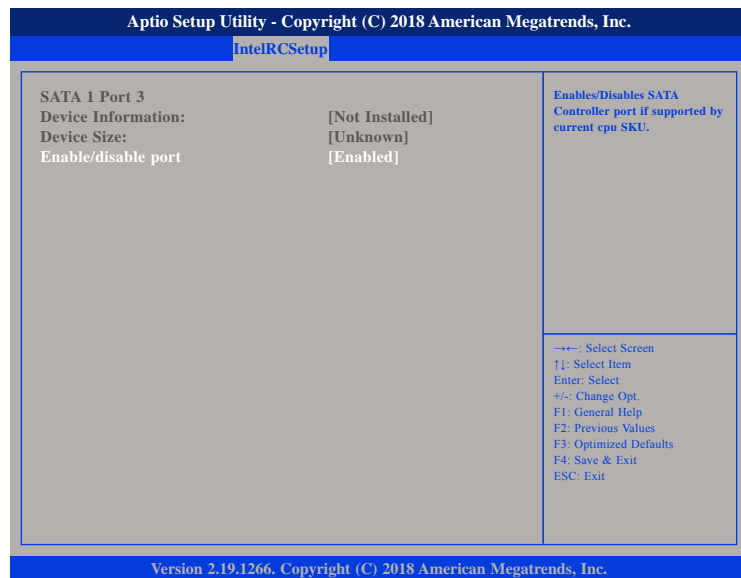 Aptio Setup Utility - Copyright (C) 2018 American Megatrends, Inc.
IntelRCSetup
SATA 1 Port 3
Device Information: [Not Installed]
Device Size: [Unknown]
Enable/disable port [Enabled]
Enables/Disables SATA
Controller port if supported by
current cpu SKU.
→←: Select Screen
↑↓: Select Item
Enter: Select
+/-: Change Opt.
F1: General Help
F2: Previous Values
F3: Optimized Defaults
F4: Save & Exit
ESC: Exit
Version 2.19.1266. Copyright (C) 2018 American Megatrends, Inc.